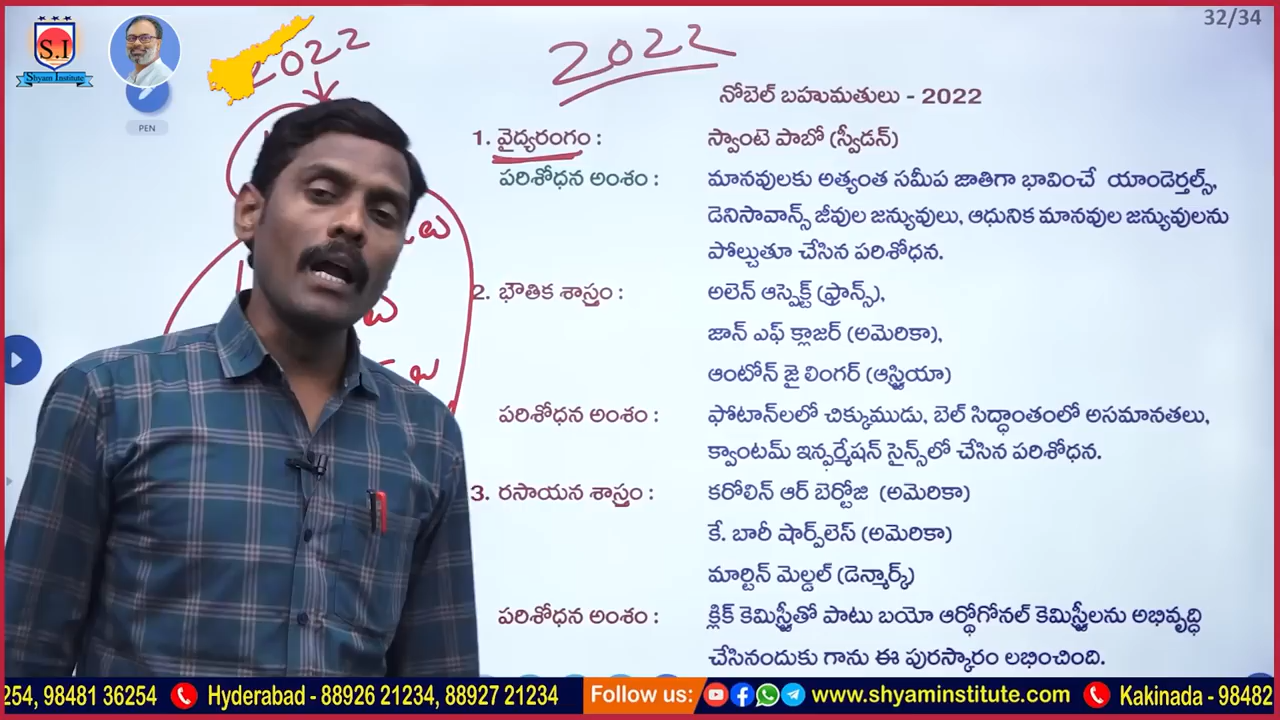 32/34
S.I
Shyam Institute
2022
2022
PEN
నోబెల్ బహుమతులు - 2022
1. వైద్యరంగం : స్వాంటె పాబో (స్వీడన్)
పరిశోధన అంశం : మానవులకు అత్యంత సమీప జాతిగా భావించే యాండెర్తల్స్,
డెనిసావాన్స్ జీవుల జన్యువులు, ఆధునిక మానవుల జన్యువులను
పోల్చుతూ చేసిన పరిశోధన.
2. భౌతిక శాస్త్రం : అలెన్ ఆస్పెక్ట్ (ఫ్రాన్స్),
జాన్ ఎఫ్ క్లాజర్ (అమెరికా),
ఆంటోన్ జై లింగర్ (ఆస్ట్రియా)
పరిశోధన అంశం : ఫోటాన్‌లలో చిక్కుముడు, బెల్ సిద్ధాంతంలో అసమానతలు,
క్వాంటమ్ ఇన్ఫర్మేషన్ సైన్స్‌లో చేసిన పరిశోధన.
3. రసాయన శాస్త్రం : కరోలిన్ ఆర్ బెర్టోజి (అమెరికా)
కే. బారీ షార్ప్‌లెస్ (అమెరికా)
మార్టిన్ మెల్డల్ (డెన్మార్క్)
పరిశోధన అంశం : క్లిక్ కెమిస్ట్రీతో పాటు బయో ఆర్థోగోనల్ కెమిస్ట్రీలను అభివృద్ధి
చేసినందుకు గాను ఈ పురస్కారం లభించింది.
254, 98481 36254 Hyderabad - 88926 21234, 88927 21234 Follow us: www.shyaminstitute.com Kakinada - 98482